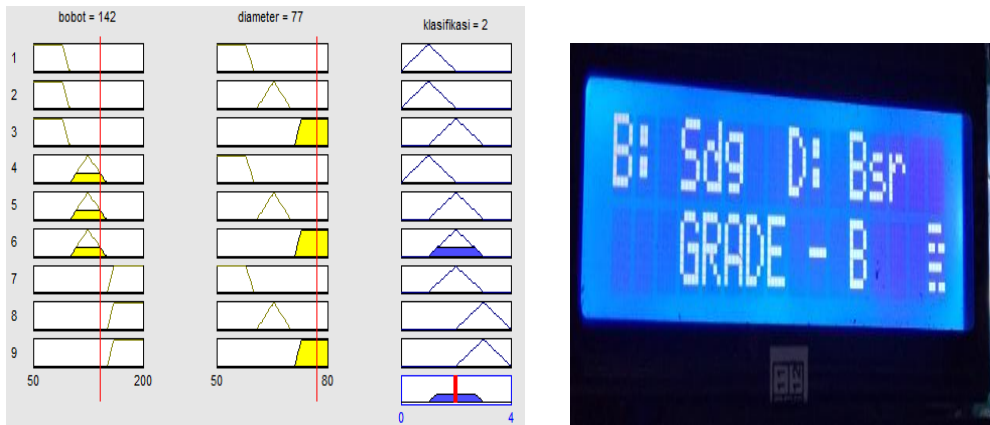 bobot = 142
diameter = 77
klasifikasi = 2
1
2
3
4
5
6
7
8
9
50 200
50 80
0 4
B: Sdg D: Bsr
GRADE - B